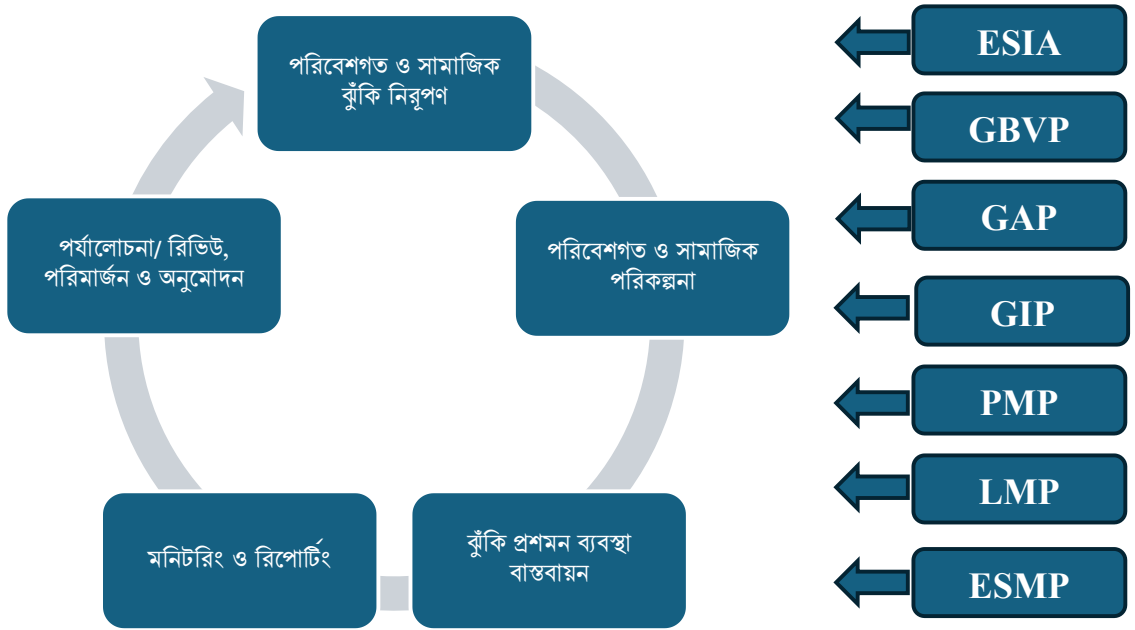 পরিবেশগত ও সামাজিক
ঝুঁকি নিরূপণ
পরিবেশগত ও সামাজিক
পরিকল্পনা
ঝুঁকি প্রশমন ব্যবস্থা
বাস্তবায়ন
মনিটরিং ও রিপোর্টিং
পর্যালোচনা/ রিভিউ,
পরিমার্জন ও অনুমোদন
ESIA
GBVP
GAP
GIP
PMP
LMP
ESMP